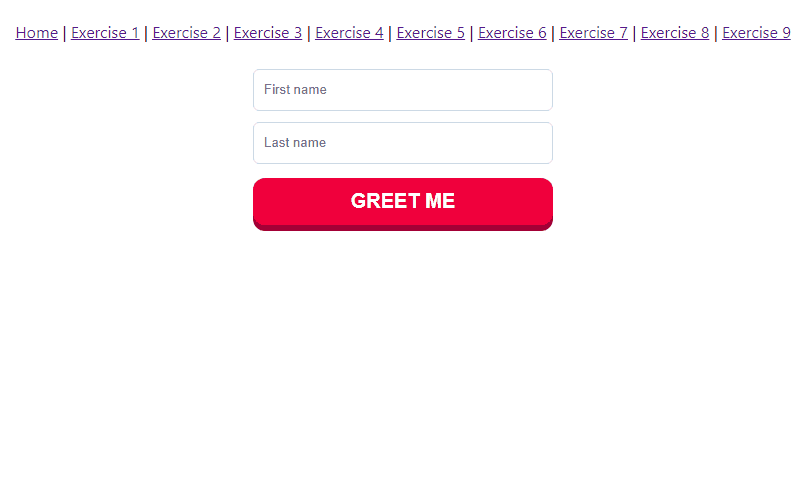 Home | Exercise 1 | Exercise 2 | Exercise 3 | Exercise 4 | Exercise 5 | Exercise 6 | Exercise 7 | Exercise 8 | Exercise 9
First name
Last name
GREET ME